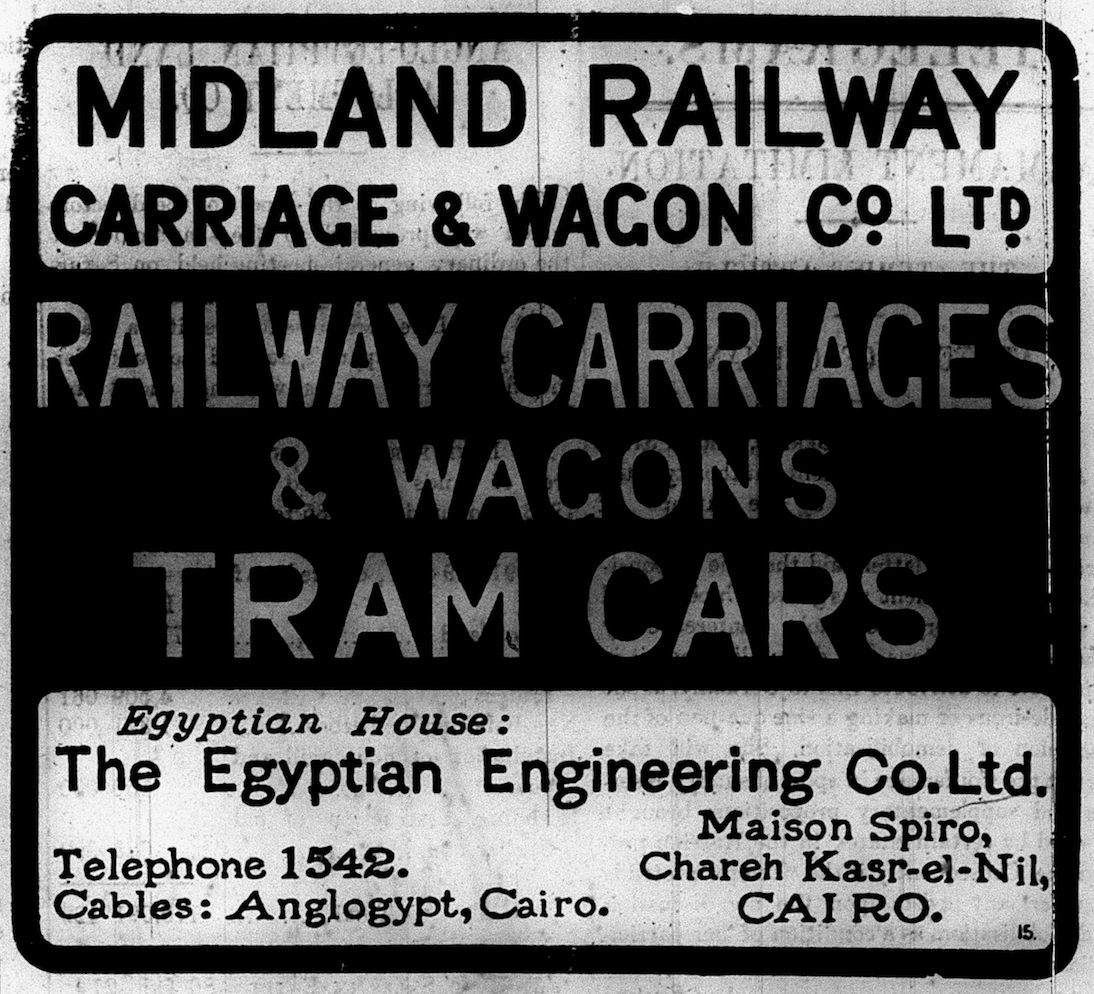 MIDLAND RAILWAY
CARRIAGE & WAGON Co LTD
RAILWAY CARRIAGES
& WAGONS
TRAM CARS
Egyptian House:
The Egyptian Engineering Co. Ltd.
Maison Spiro,
Telephone 1542.
Chareh Kasr-el-Nil,
Cables: Anglogypt, Cairo.
CAIRO.
15.